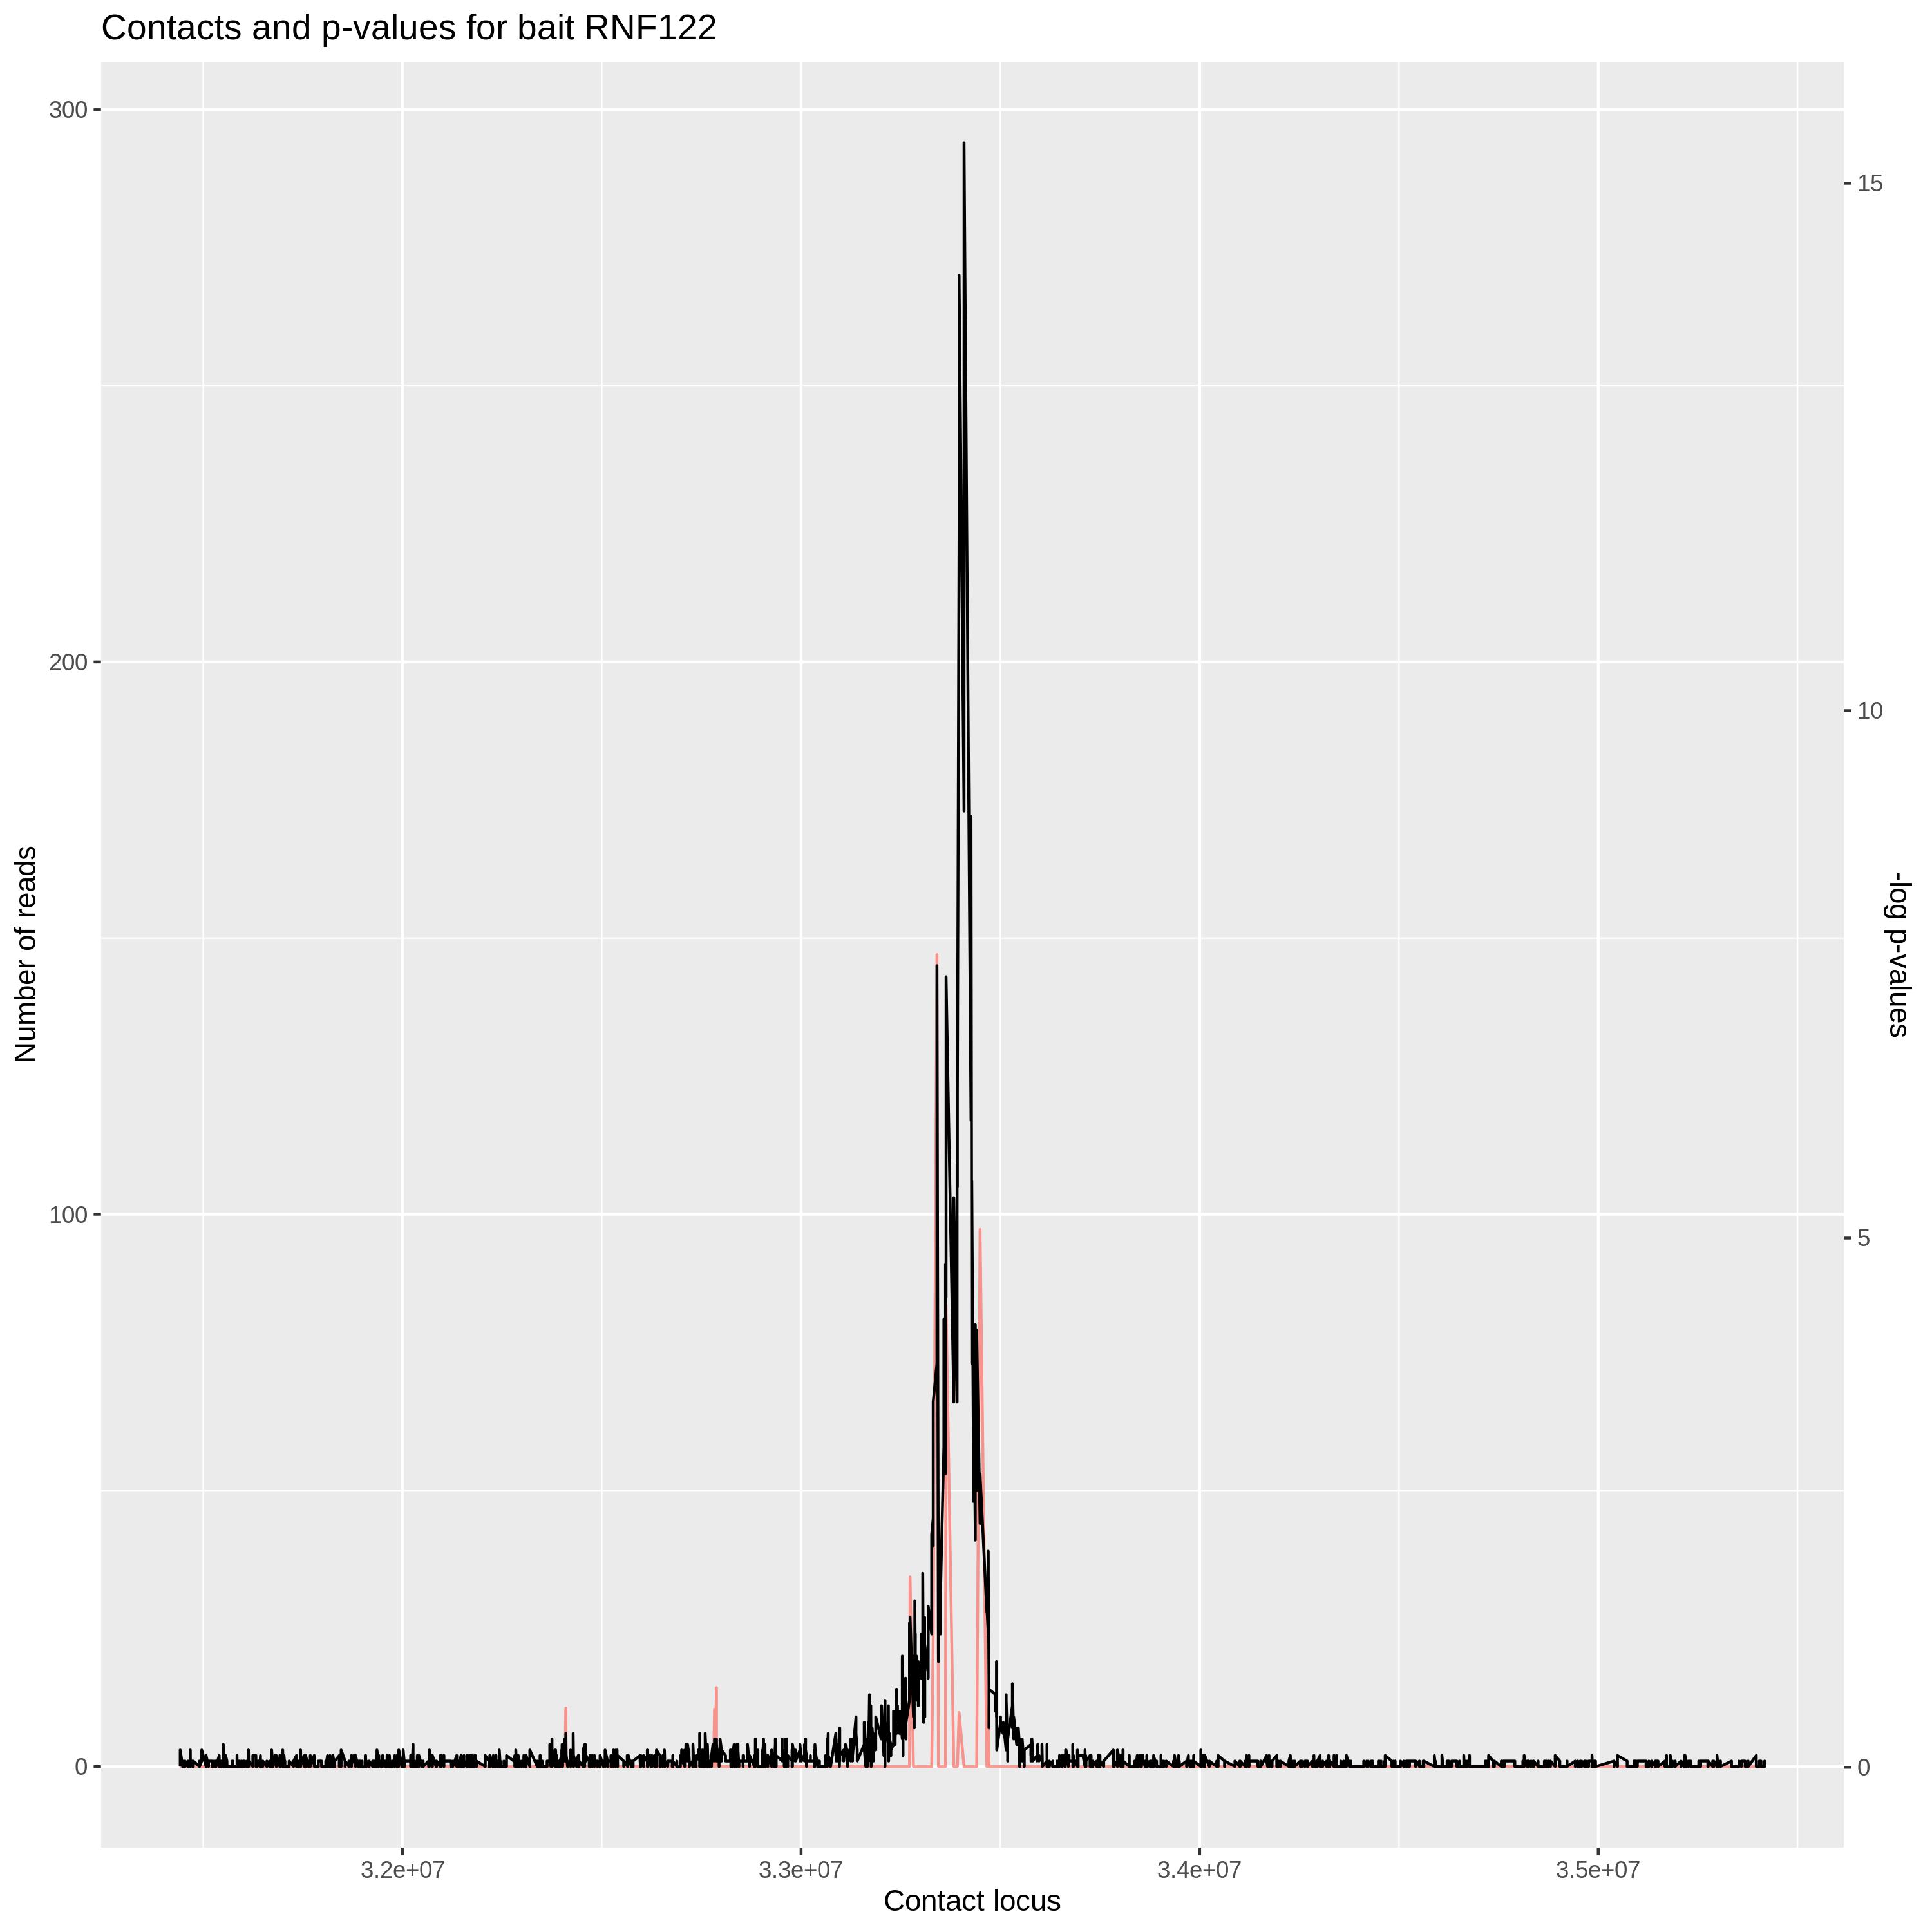 Contacts and p-values for bait RNF122
300
200
100
0
Number of reads
15
10
5
0
-log p-values
3.2e+07
3.3e+07
3.4e+07
3.5e+07
Contact locus